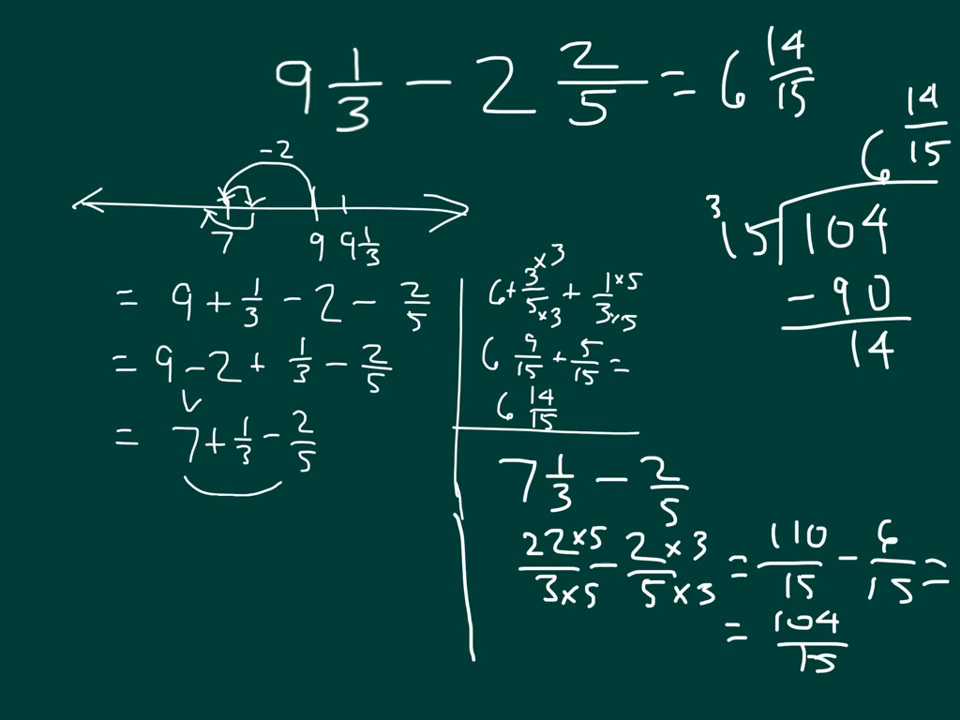 9 1/3 - 2 2/5 = 6 14/15
-2
7 9 9 1/3
= 9 + 1/3 - 2 - 2/5
= 9 - 2 + 1/3 - 2/5
= 7 + 1/3 - 2/5
6 + 3/5 ×3 ×3 + 1/3 ×5 ×5
6 9/15 + 5/15 =
6 14/15
7 1/3 - 2/5
22×5/3×5 - 2×3/5×3 = 110/15 - 6/15 =
= 104/15
6 14/15
3
15 104
- 90
14